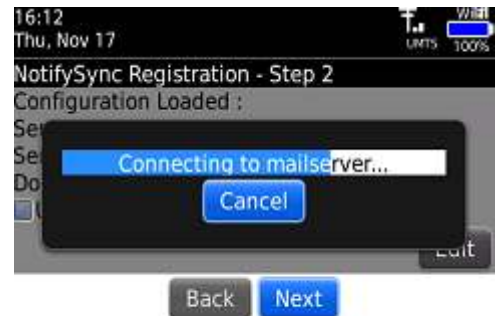 16:12
Thu, Nov 17
UMTS 100%
NotifySync Registration - Step 2
Configuration Loaded :
Connecting to mailserver...
Cancel
Back Next